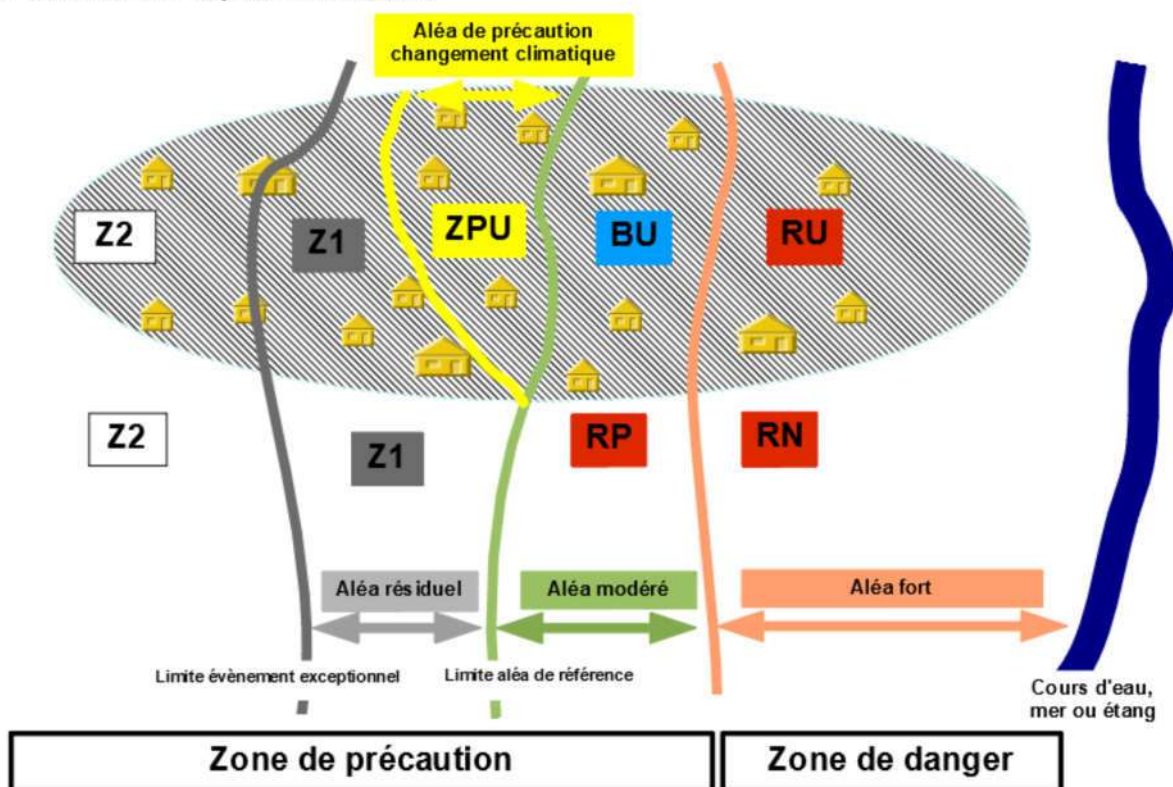 Aléa de précaution
changement climatique
Z2
Z1
ZPU
BU
RU
Z2
Z1
RP
RN
Aléa résiduel
Aléa modéré
Aléa fort
Limite évènement exceptionnel
Limite aléa de référence
Cours d'eau,
mer ou étang
Zone de précaution
Zone de danger